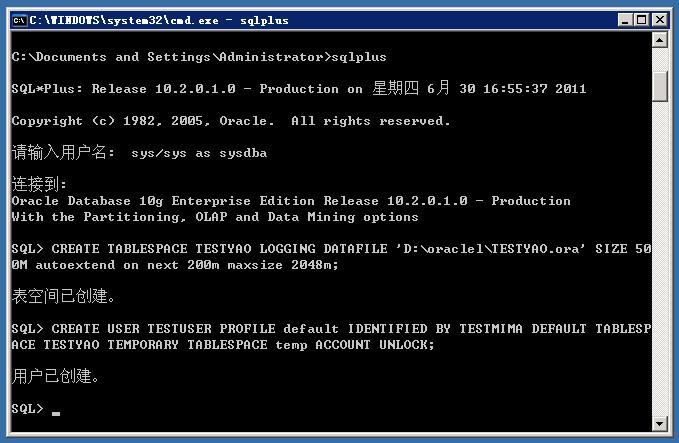 C:\WINDOWS\system32\cmd.exe - sqlplus
C:\Documents and Settings\Administrator>sqlplus
SQL*Plus: Release 10.2.0.1.0 - Production on 星期四 6月 30 16:55:37 2011
Copyright (c) 1982, 2005, Oracle.  All rights reserved.
请输入用户名:  sys/sys as sysdba
连接到:
Oracle Database 10g Enterprise Edition Release 10.2.0.1.0 - Production
With the Partitioning, OLAP and Data Mining options
SQL> CREATE TABLESPACE TESTYAO LOGGING DATAFILE 'D:\oracle1\TESTYAO.ora' SIZE 50
0M autoextend on next 200m maxsize 2048m;
表空间已创建。
SQL> CREATE USER TESTUSER PROFILE default IDENTIFIED BY TESTMIMA DEFAULT TABLESP
ACE TESTYAO TEMPORARY TABLESPACE temp ACCOUNT UNLOCK;
用户已创建。
SQL> _